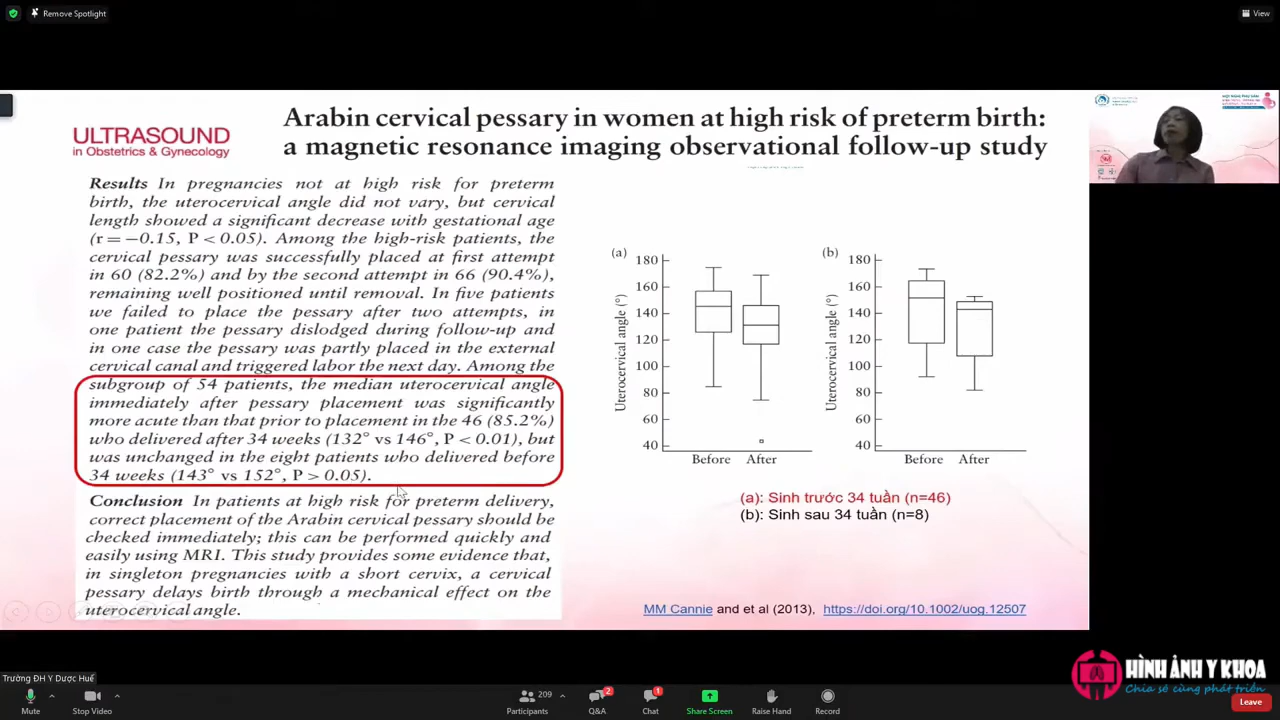 Remove Spotlight
View
Arabin cervical pessary in women at high risk of preterm birth:
a magnetic resonance imaging observational follow-up study
ULTRASOUND
in Obstetrics & Gynecology
Results In pregnancies not at high risk for preterm
birth, the uterocervical angle did not vary, but cervical
length showed a significant decrease with gestational age
(r = −0.15, P < 0.05). Among the high-risk patients, the
cervical pessary was successfully placed at first attempt
in 60 (82.2%) and by the second attempt in 66 (90.4%),
remaining well positioned until removal. In five patients
we failed to place the pessary after two attempts, in
one patient the pessary dislodged during follow-up and
in one case the pessary was partly placed in the external
cervical canal and triggered labor the next day. Among the
subgroup of 54 patients, the median uterocervical angle
immediately after pessary placement was significantly
more acute than that prior to placement in the 46 (85.2%)
who delivered after 34 weeks (132° vs 146°, P < 0.01), but
was unchanged in the eight patients who delivered before
34 weeks (143° vs 152°, P > 0.05).
Conclusion In patients at high risk for preterm delivery,
correct placement of the Arabin cervical pessary should be
checked immediately; this can be performed quickly and
easily using MRI. This study provides some evidence that,
in singleton pregnancies with a short cervix, a cervical
pessary delays birth through a mechanical effect on the
uterocervical angle.
(a)
180
160
140
120
100
80
60
40
Uterocervical angle (°)
Before After
(b)
180
160
140
120
100
80
60
40
Uterocervical angle (°)
Before After
(a): Sinh trước 34 tuần (n=46)
(b): Sinh sau 34 tuần (n=8)
MM Cannie and et al (2013), https://doi.org/10.1002/uog.12507
Trường ĐH Y Dược Huế
HÌNH ẢNH Y KHOA
Chia sẻ cùng phát triển
Mute
Stop Video
209
Participants
2
Q&A
1
Chat
Share Screen
Raise Hand
Record
Leave